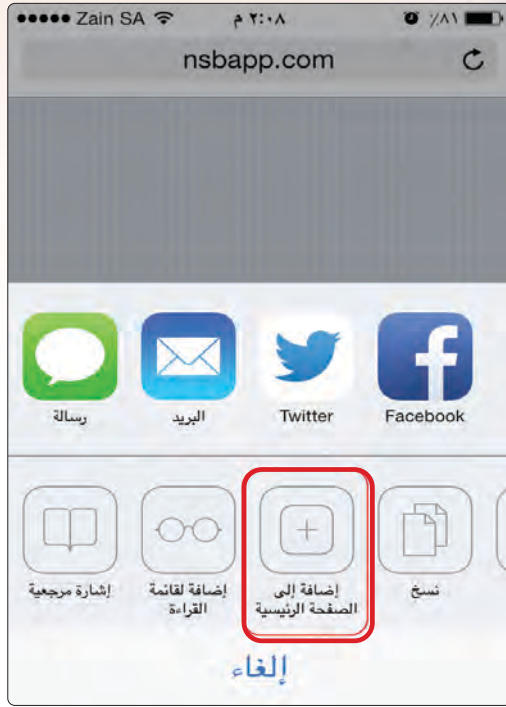 Zain SA ٢:٠٨ م ٪٨١
nsbapp.com
رسالة البريد Twitter Facebook
إشارة مرجعية إضافة لقائمة القراءة إضافة إلى الصفحة الرئيسية نسخ
إلغاء